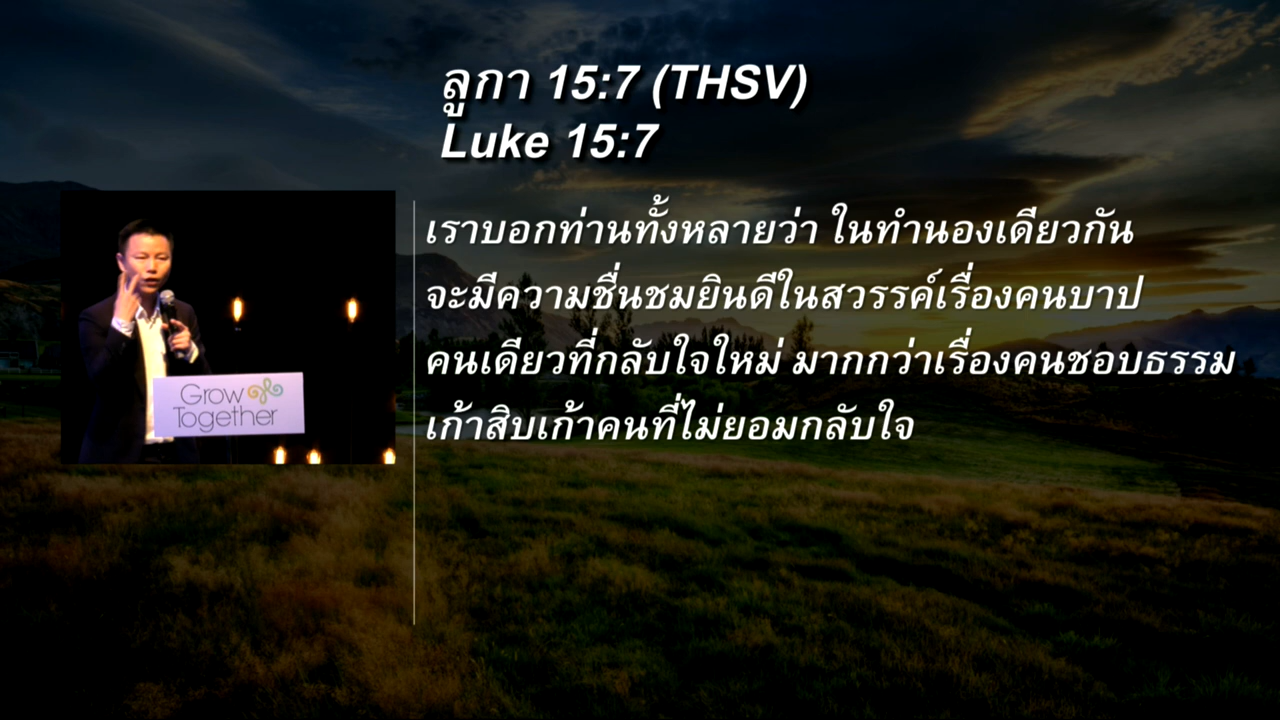 ลูกา 15:7 (THSV)
Luke 15:7
เราบอกท่านทั้งหลายว่า ในทำนองเดียวกัน
จะมีความชื่นชมยินดีในสวรรค์เรื่องคนบาป
คนเดียวที่กลับใจใหม่ มากกว่าเรื่องคนชอบธรรม
เก้าสิบเก้าคนที่ไม่ยอมกลับใจ
Grow
Together